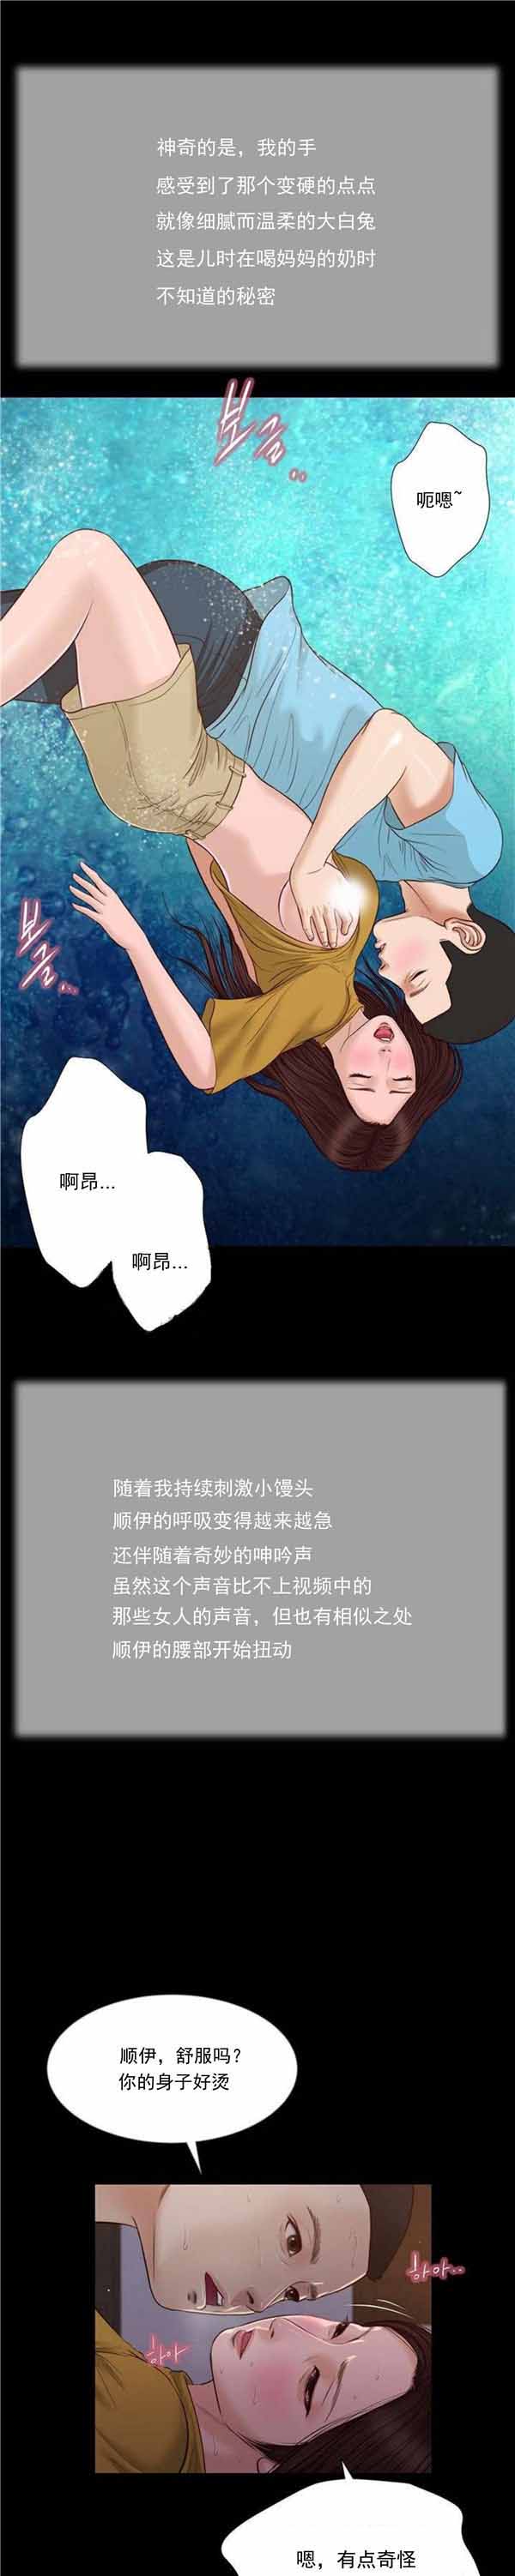 神奇的是，我的手
感受到了那个变硬的点点
就像细腻而温柔的大白兔
这是儿时在喝妈妈的奶时
不知道的秘密
보글..
呃嗯~
보글...
啊昂...
啊昂...
随着我持续刺激小馒头
顺伊的呼吸变得越来越急
还伴随着奇妙的呻吟声
虽然这个声音比不上视频中的
那些女人的声音，但也有相似之处
顺伊的腰部开始扭动
顺伊，舒服吗？
你的身子好烫
하아..
하아
嗯，有点奇怪